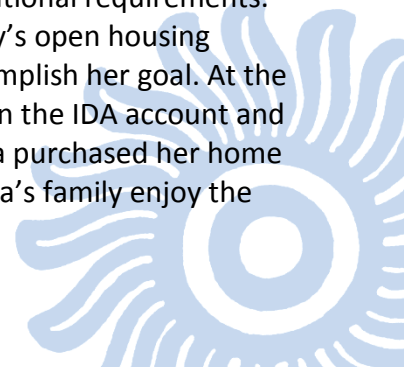 tional requirements.
y's open housing
mplish her goal. At the
n the IDA account and
a purchased her home
a's family enjoy the